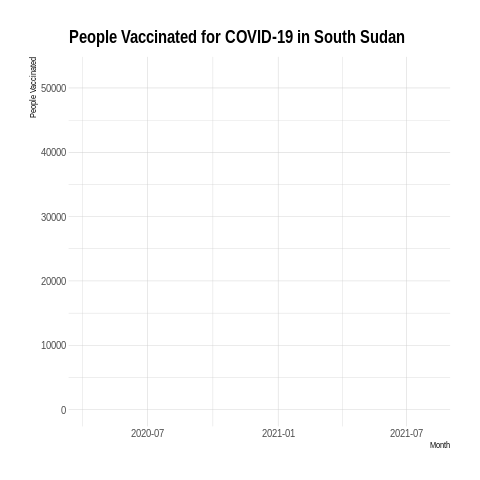 People Vaccinated for COVID-19 in South Sudan
People Vaccinated
50000
40000
30000
20000
10000
0
2020-07 2021-01 2021-07
Month